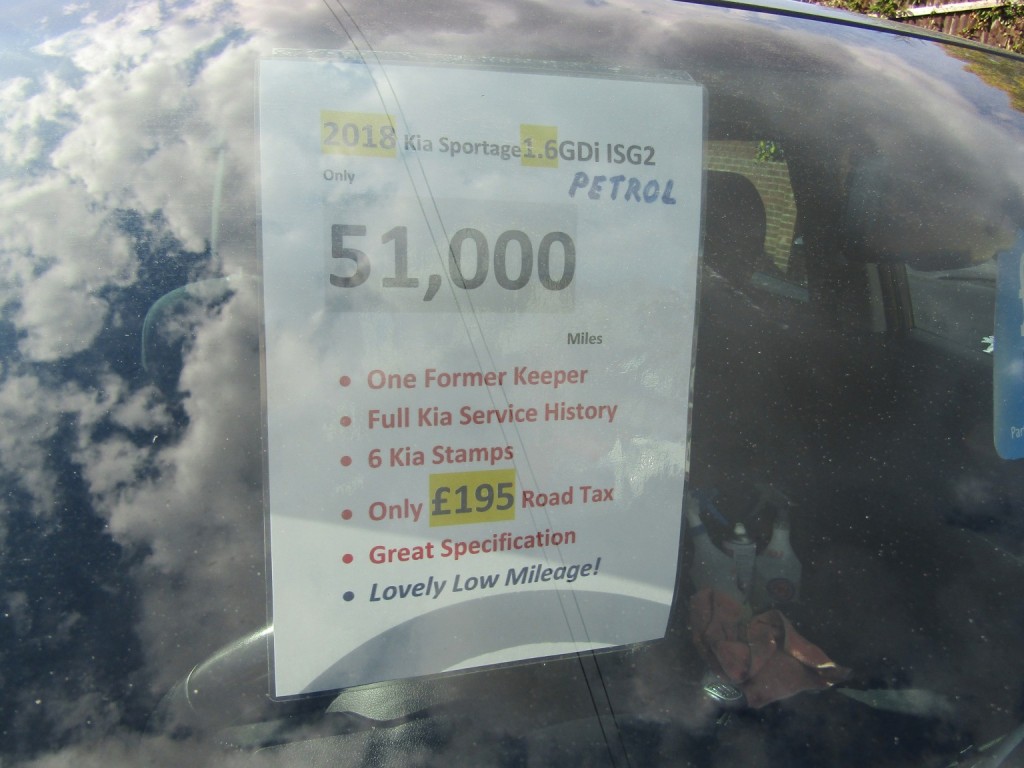 2018 Kia Sportage 1.6GDi ISG2
Only
PETROL
51,000
Miles
• One Former Keeper
• Full Kia Service History
• 6 Kia Stamps
• Only £195 Road Tax
• Great Specification
• Lovely Low Mileage!